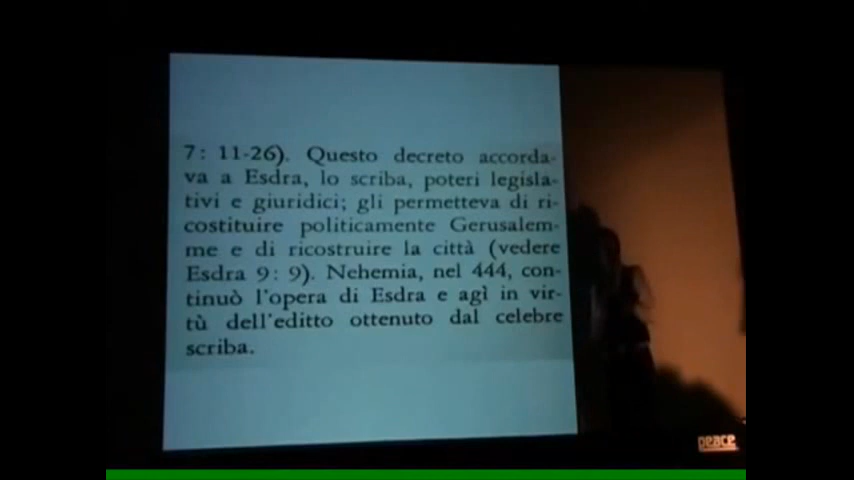 7: 11-26). Questo decreto accorda-
va a Esdra, lo scriba, poteri legisla-
tivi e giuridici; gli permetteva di ri-
costituire politicamente Gerusalem-
me e di ricostruire la città (vedere
Esdra 9: 9). Nehemia, nel 444, con-
tinuò l'opera di Esdra e agì in vir-
tù dell'editto ottenuto dal celebre
scriba.
peace